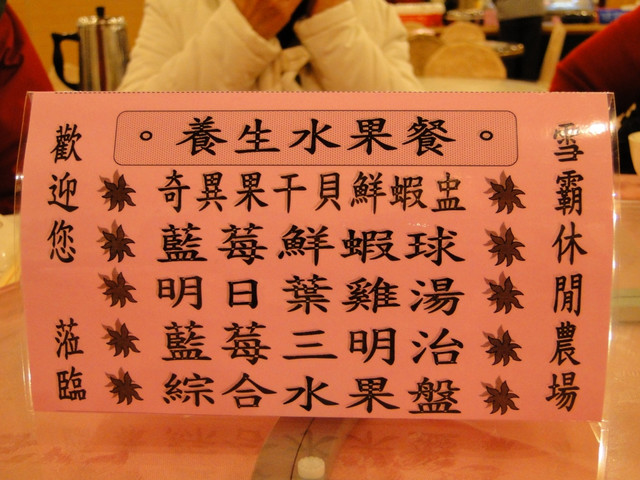 雪霸休閒農場
。養生水果餐。
奇異果干貝鮮蝦盅
藍莓鮮蝦球
明日葉雞湯
藍莓三明治
綜合水果盤
歡迎您 蒞臨